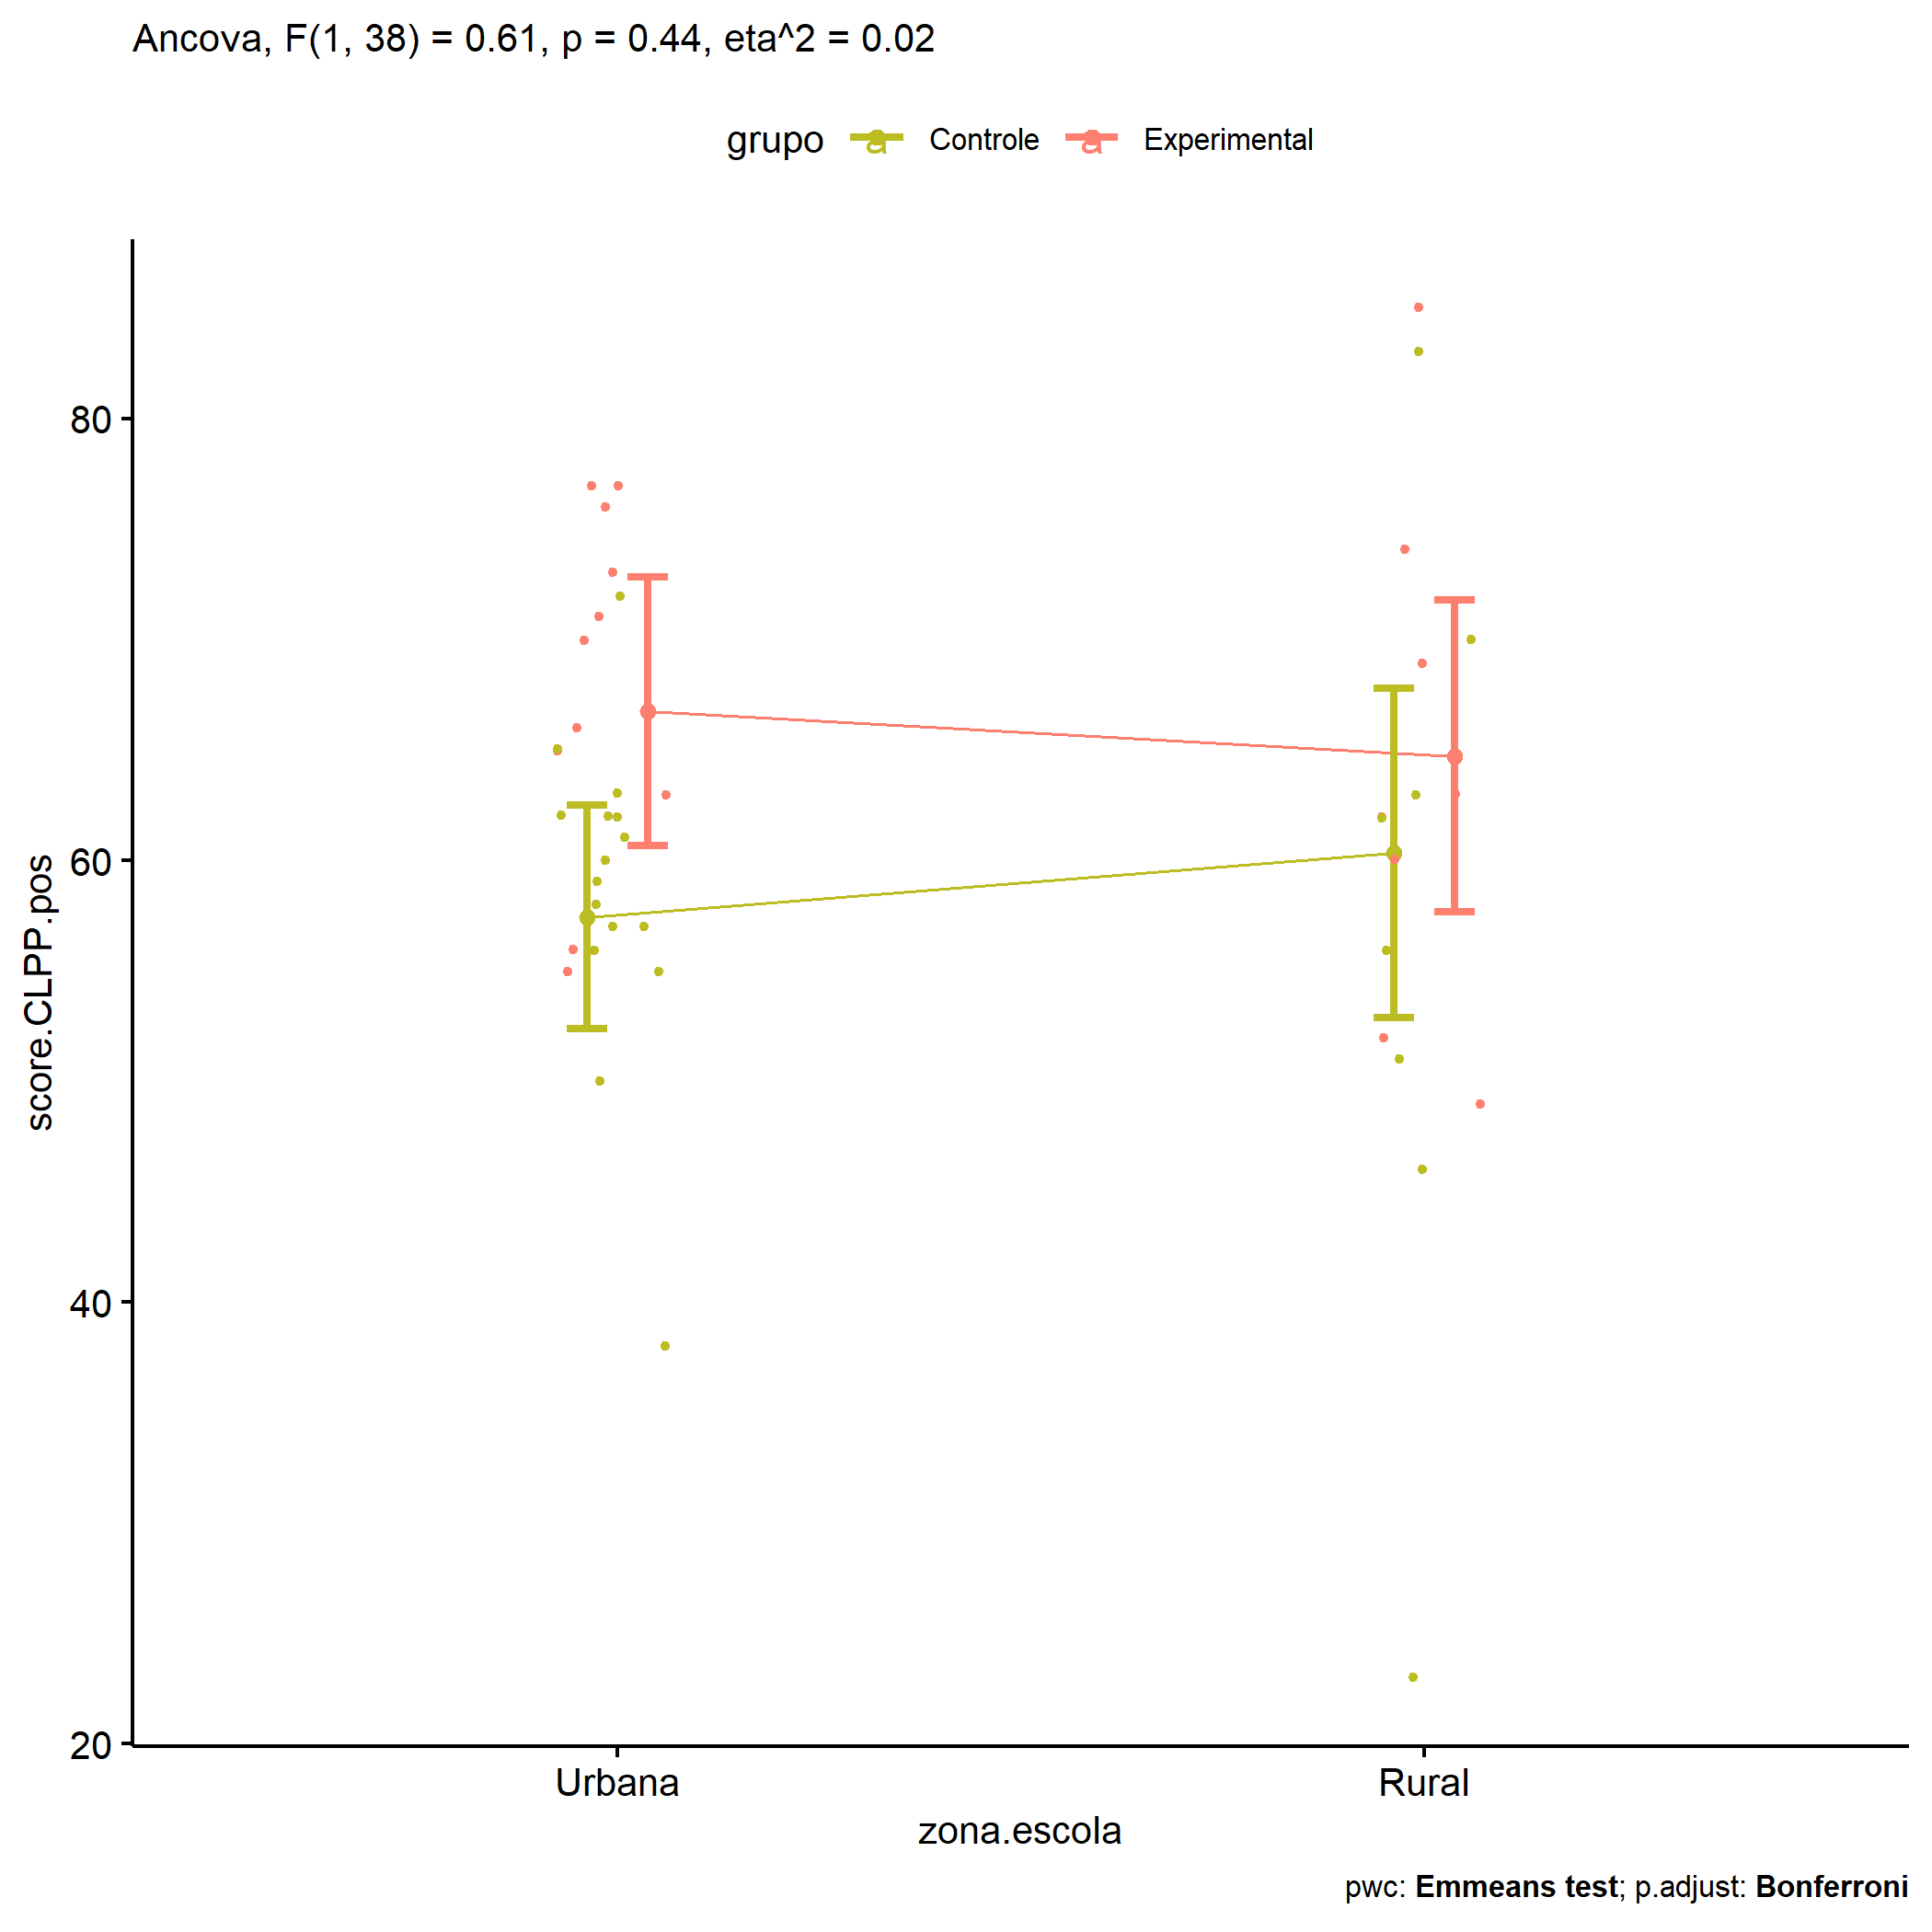 Ancova, F(1, 38) = 0.61, p = 0.44, eta^2 = 0.02
grupo a Controle a Experimental
80
60
40
20
score.CLPP.pos
Urbana Rural
zona.escola
pwc: Emmeans test; p.adjust: Bonferroni